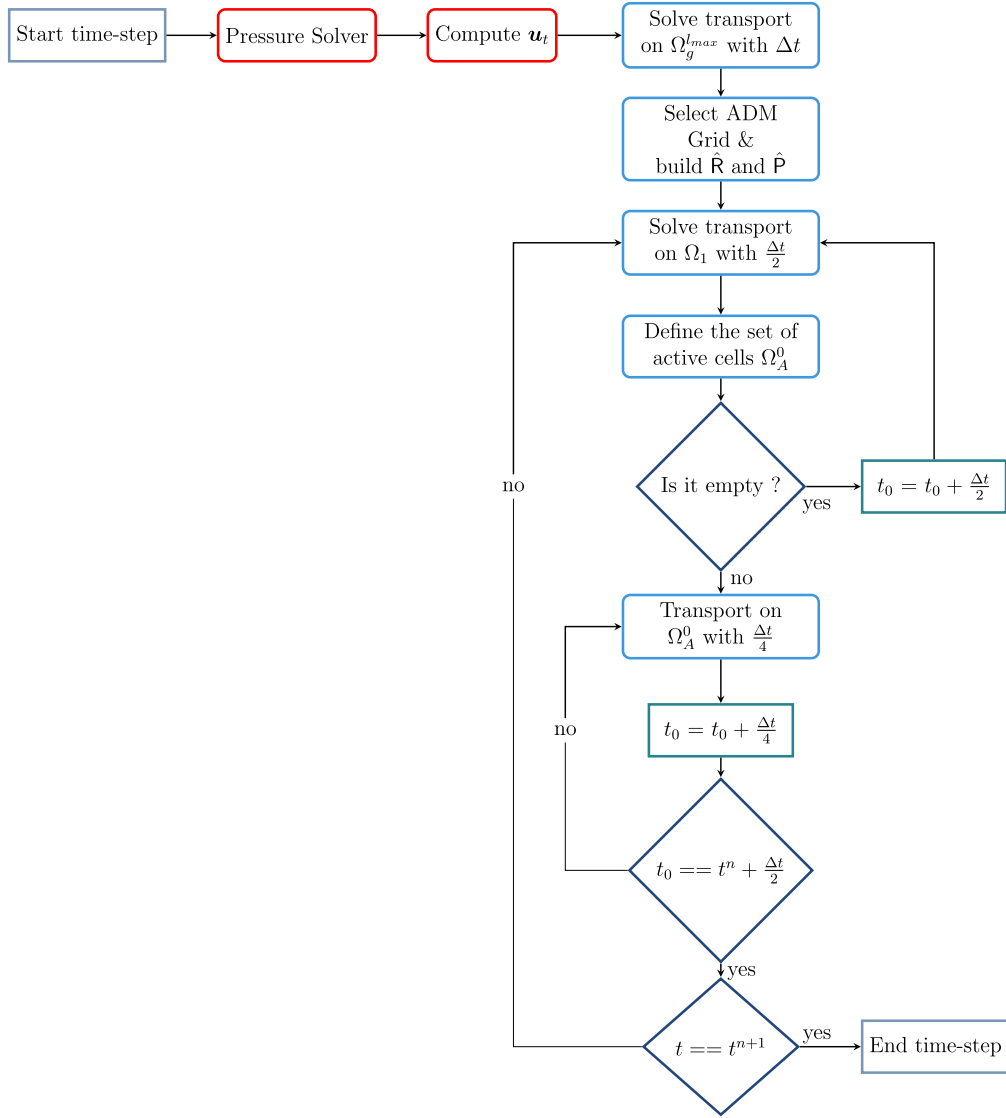 Start time-step
Pressure Solver
Compute 𝒖ₜ
Solve transport
on Ω_g^{l_{max}} with Δt
Select ADM
Grid &
build R̂ and P̂
Solve transport
on Ω₁ with Δt/2
Define the set of
active cells Ω_A^0
Is it empty ?
yes
t₀ = t₀ + Δt/2
no
no
Transport on
Ω_A^0 with Δt/4
t₀ = t₀ + Δt/4
no
t₀ == tⁿ + Δt/2
yes
t == tⁿ⁺¹
yes
End time-step